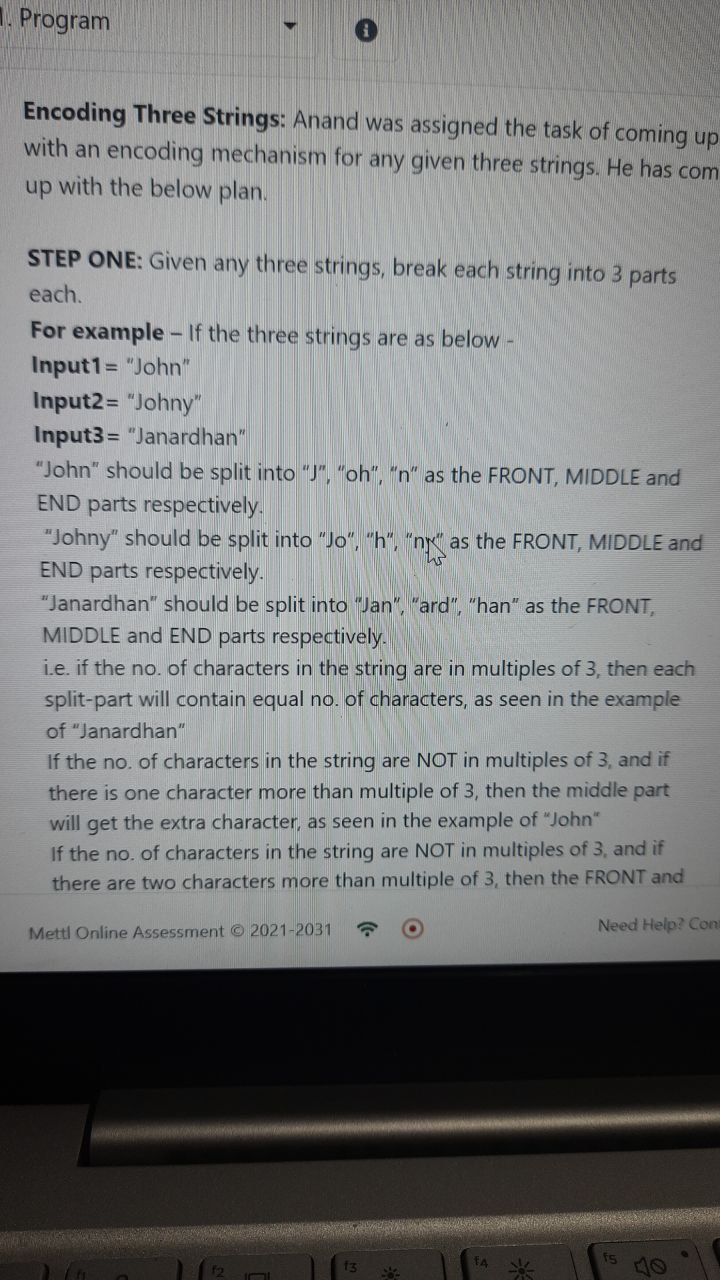 1. Program
Encoding Three Strings: Anand was assigned the task of coming up
with an encoding mechanism for any given three strings. He has com
up with the below plan.
STEP ONE: Given any three strings, break each string into 3 parts
each.
For example – If the three strings are as below -
Input1= "John"
Input2= "Johny"
Input3= "Janardhan"
"John" should be split into "J", "oh", "n" as the FRONT, MIDDLE and
END parts respectively.
"Johny" should be split into "Jo", "h", "ny" as the FRONT, MIDDLE and
END parts respectively.
"Janardhan" should be split into "Jan", "ard", "han" as the FRONT,
MIDDLE and END parts respectively.
i.e. if the no. of characters in the string are in multiples of 3, then each
split-part will contain equal no. of characters, as seen in the example
of "Janardhan"
If the no. of characters in the string are NOT in multiples of 3, and if
there is one character more than multiple of 3, then the middle part
will get the extra character, as seen in the example of "John"
If the no. of characters in the string are NOT in multiples of 3, and if
there are two characters more than multiple of 3, then the FRONT and
Mettl Online Assessment © 2021-2031 Need Help? Con
f1 f2 f3 f4 f5